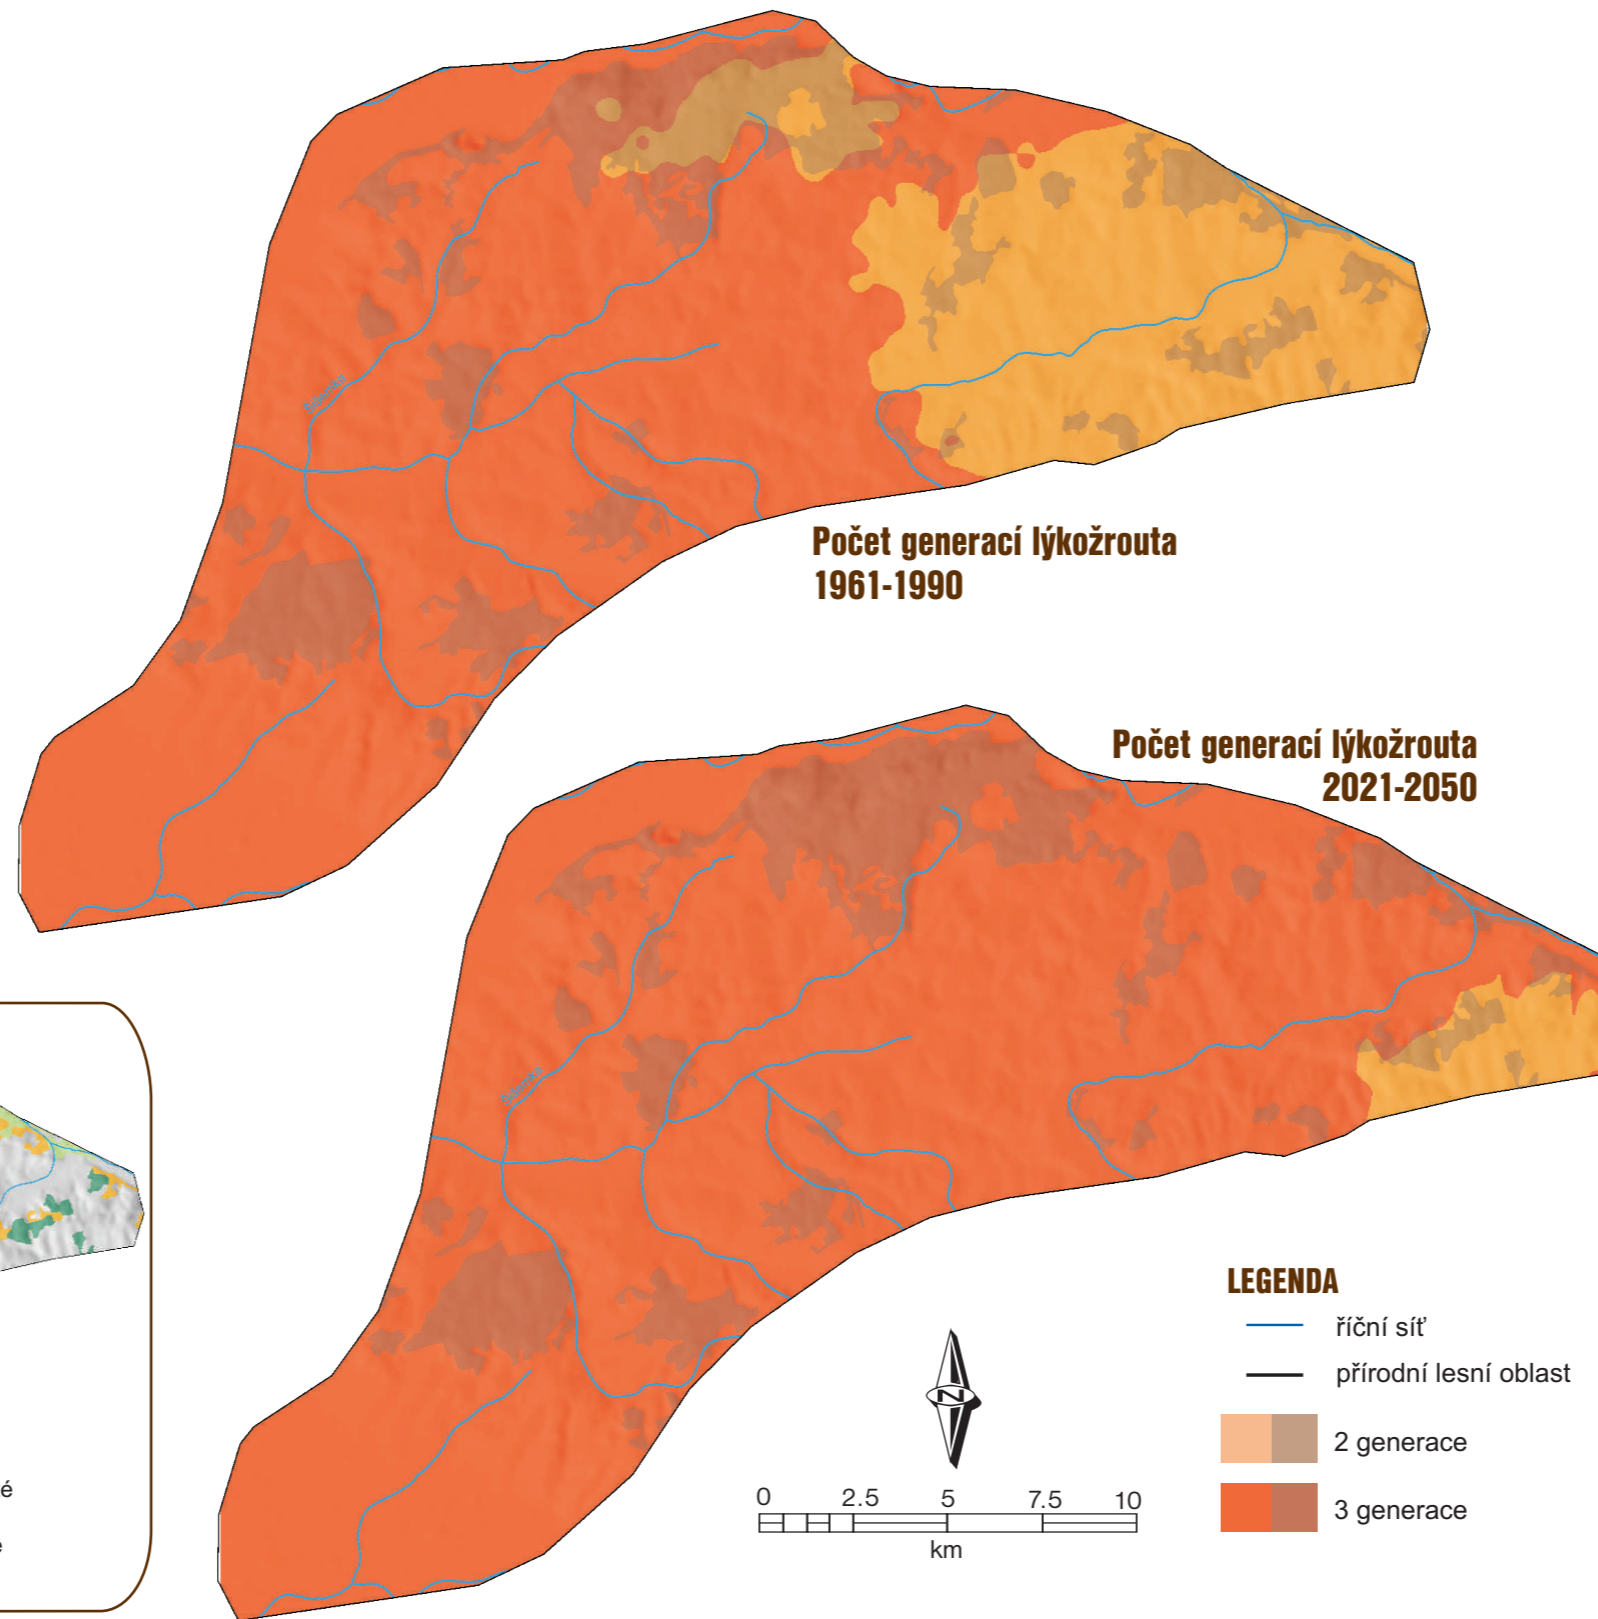 Počet generací lýkožrouta
1961-1990
Počet generací lýkožrouta
2021-2050
LEGENDA
říční síť
přírodní lesní oblast
2 generace
3 generace
N
0 2.5 5 7.5 10
km
é